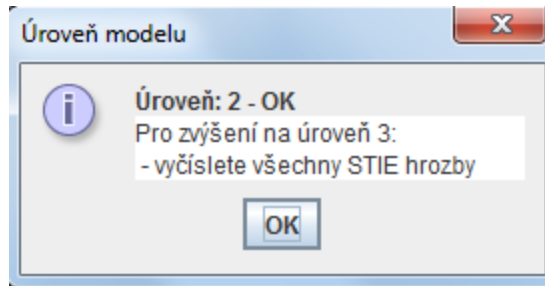 Úroveň modelu
Úroveň: 2 - OK
Pro zvýšení na úroveň 3:
- vyčíslete všechny STIE hrozby
OK